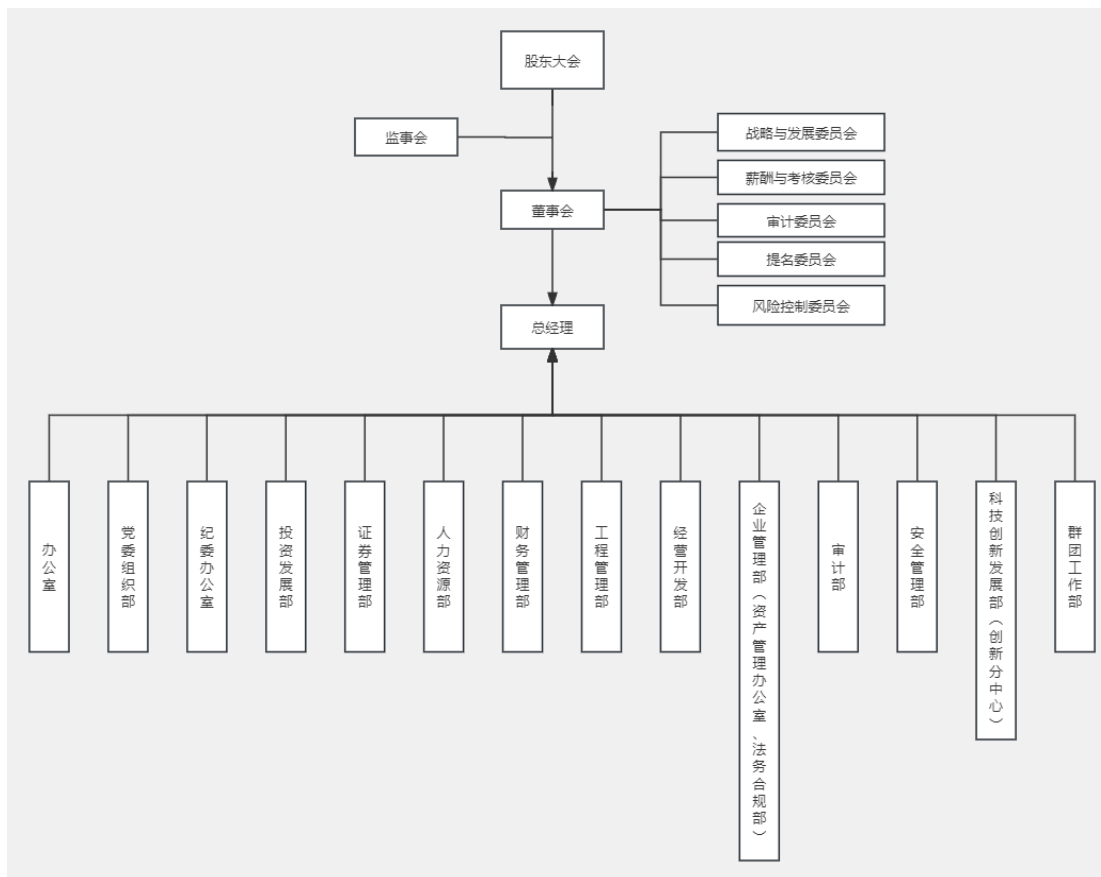 股东大会
监事会
战略与发展委员会
薪酬与考核委员会
董事会
审计委员会
提名委员会
风险控制委员会
总经理
办公室
党委组织部
纪委办公室
投资发展部
证券管理部
人力资源部
财务管理部
工程管理部
经营开发部
企业管理部（资产管理办公室、法务合规部）
审计部
安全管理部
科技创新发展部（创新分中心）
群团工作部